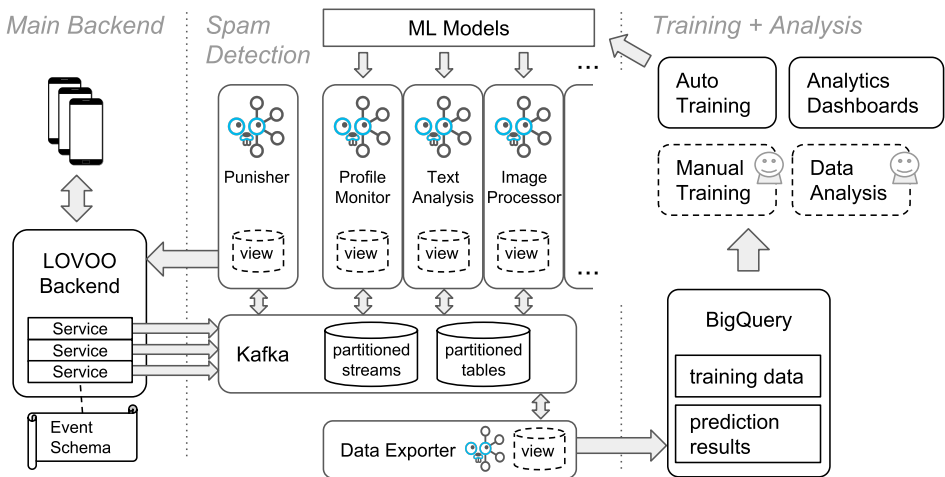 Main Backend
Spam
Detection
Training + Analysis
ML Models
...
Punisher
view
Profile
Monitor
view
Text
Analysis
view
Image
Processor
view
...
Auto
Training
Analytics
Dashboards
Manual
Training
Data
Analysis
LOVOO
Backend
Service
Service
Service
Event
Schema
Kafka
partitioned
streams
partitioned
tables
Data Exporter
view
BigQuery
training data
prediction
results